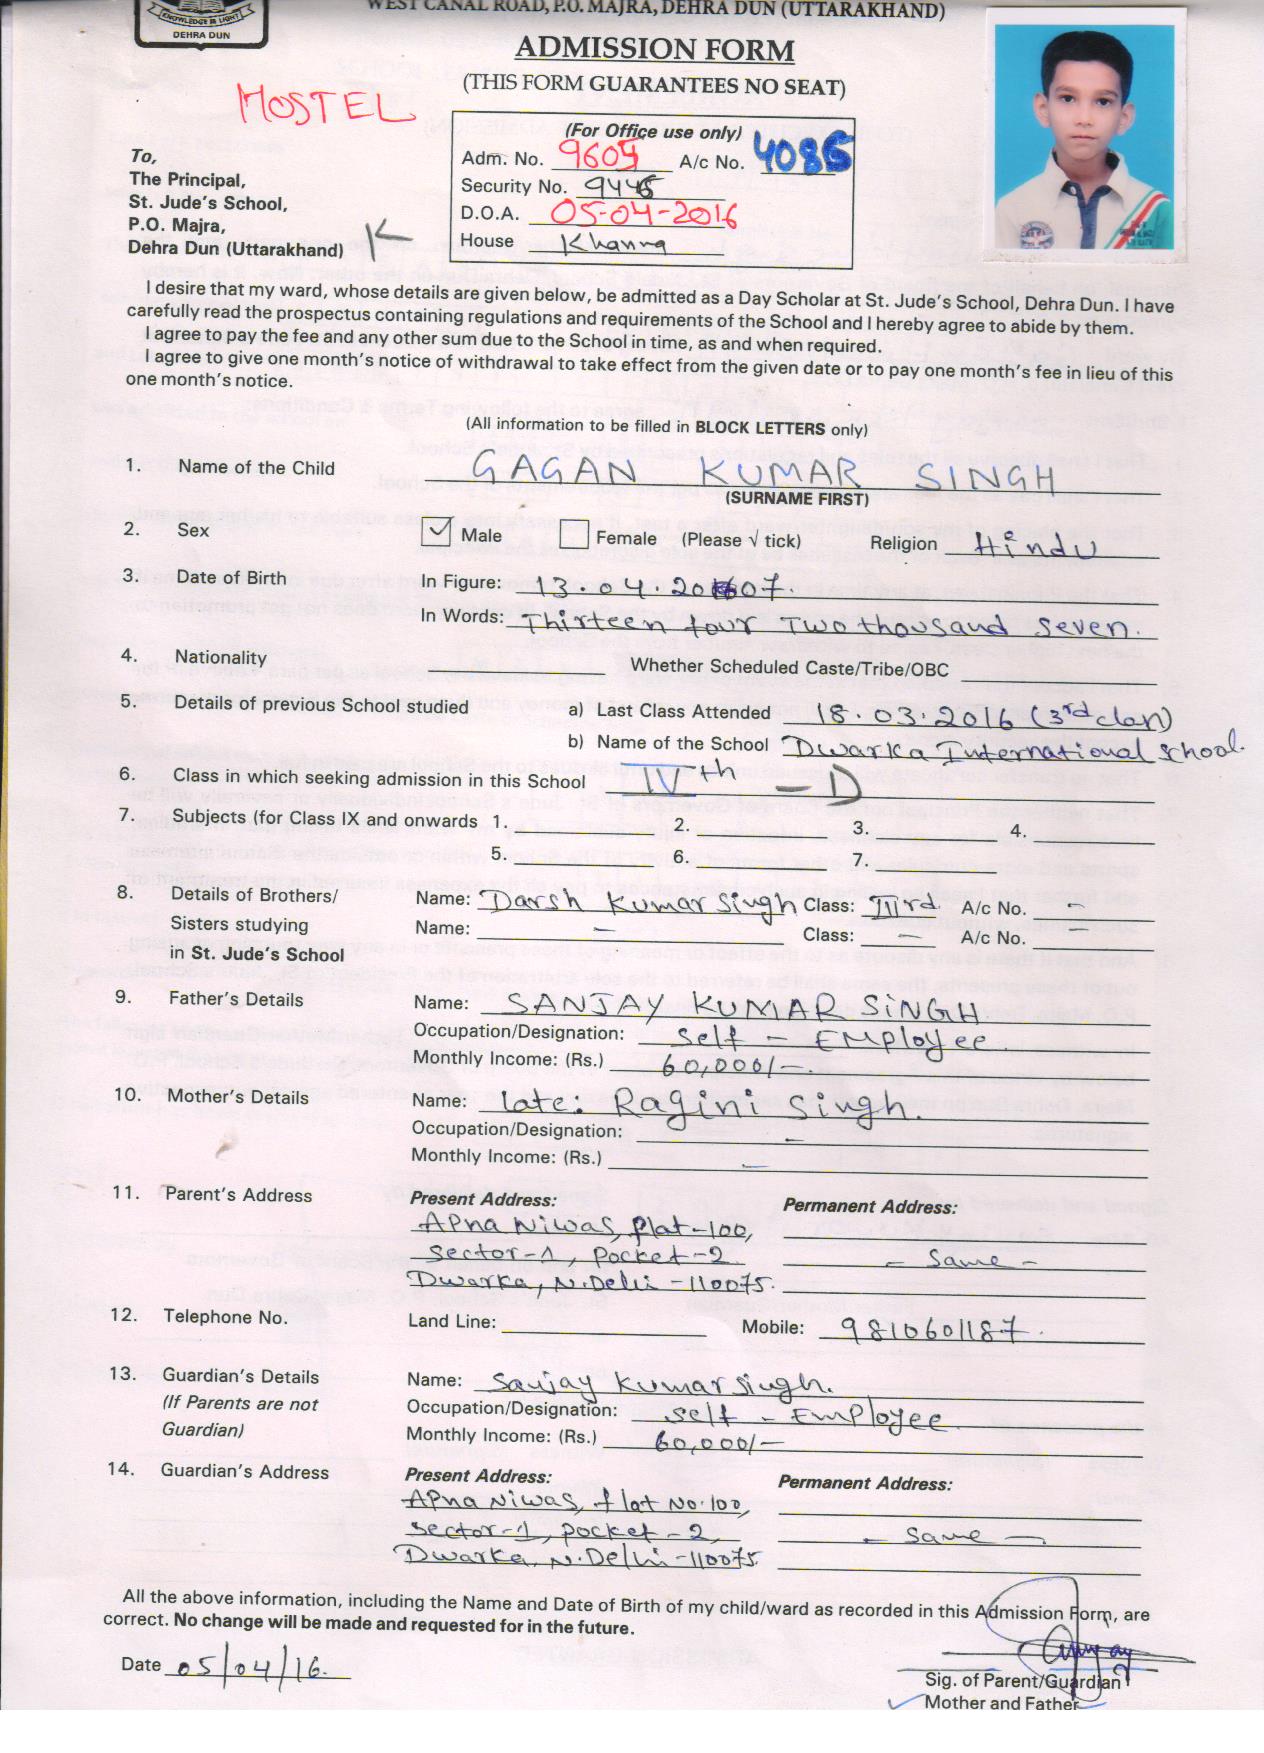 WEST CANAL ROAD, P.O. MAJRA, DEHRA DUN (UTTARAKHAND)
KNOWLEDGE IS LIGHT
DEHRA DUN
ADMISSION FORM
(THIS FORM GUARANTEES NO SEAT)
HOSTEL
(For Office use only)
Adm. No. 9605 A/c No. 4086
Security No. 9446
D.O.A. 05-04-2016
House Khanna
To,
The Principal,
St. Jude's School,
P.O. Majra,
Dehra Dun (Uttarakhand)
K
I desire that my ward, whose details are given below, be admitted as a Day Scholar at St. Jude's School, Dehra Dun. I have
carefully read the prospectus containing regulations and requirements of the School and I hereby agree to abide by them.
I agree to pay the fee and any other sum due to the School in time, as and when required.
I agree to give one month's notice of withdrawal to take effect from the given date or to pay one month's fee in lieu of this
one month's notice.
(All information to be filled in BLOCK LETTERS only)
1. Name of the Child GAGAN KUMAR SINGH
(SURNAME FIRST)
2. Sex Male Female (Please √ tick) Religion Hindu
3. Date of Birth In Figure: 13.04.2007.
In Words: Thirteen four Two thousand seven.
4. Nationality Whether Scheduled Caste/Tribe/OBC
5. Details of previous School studied a) Last Class Attended 18.03.2016 (3rd clan)
b) Name of the School Dwarka International school.
6. Class in which seeking admission in this School IVth - D
7. Subjects (for Class IX and onwards 1. 2. 3. 4.
5. 6. 7.
8. Details of Brothers/ Name: Darsh Kumar Singh Class: IIIrd A/c No. -
Sisters studying Name: - Class: - A/c No.
in St. Jude's School
9. Father's Details Name: SANJAY KUMAR SiNGH
Occupation/Designation: Self - EMPloyee
Monthly Income: (Rs.) 60,000/-.
10. Mother's Details Name: late: Ragini Singh.
Occupation/Designation: -
Monthly Income: (Rs.) -
11. Parent's Address Present Address: Permanent Address:
APna Niwas, flat-100,
Sector-1, Pocket-2 - Same -
Dwarka, N.Delhi-110075.
12. Telephone No. Land Line: Mobile: 9810601187.
13. Guardian's Details Name: Sanjay Kumar Singh.
(If Parents are not Occupation/Designation: Self - EMPloyee
Guardian) Monthly Income: (Rs.) 60,000/-
14. Guardian's Address Present Address: Permanent Address:
APna Niwas, flat No.100,
Sector-1, Pocket-2, - Same -
Dwarka, N.Delhi-110075
All the above information, including the Name and Date of Birth of my child/ward as recorded in this Admission Form, are
correct. No change will be made and requested for in the future.
Date 05/04/16.
Sig. of Parent/Guardian
Mother and Father